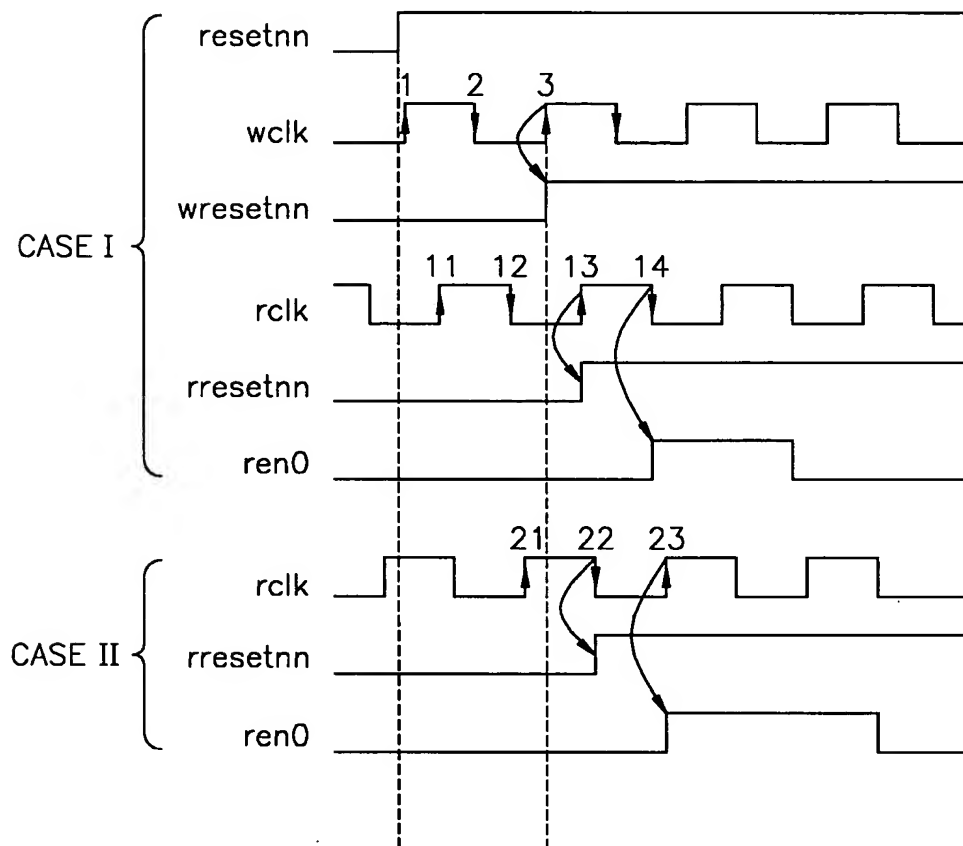 resetnn
1 2 3
wclk
wresetnn
CASE I
11 12 13 14
rclk
rresetnn
ren0
21 22 23
rclk
CASE II
rresetnn
ren0